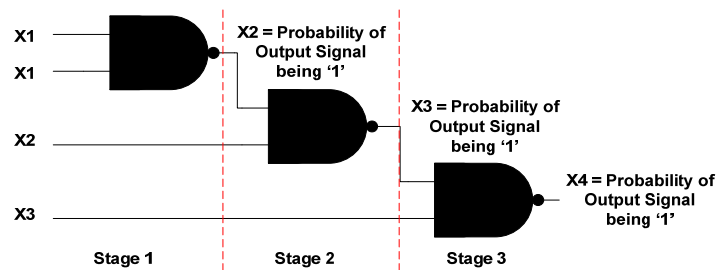 X1
X1
X2 = Probability of
Output Signal
being ‘1’
X2
X3 = Probability of
Output Signal
being ‘1’
X3
X4 = Probability of
Output Signal
being ‘1’
Stage 1
Stage 2
Stage 3